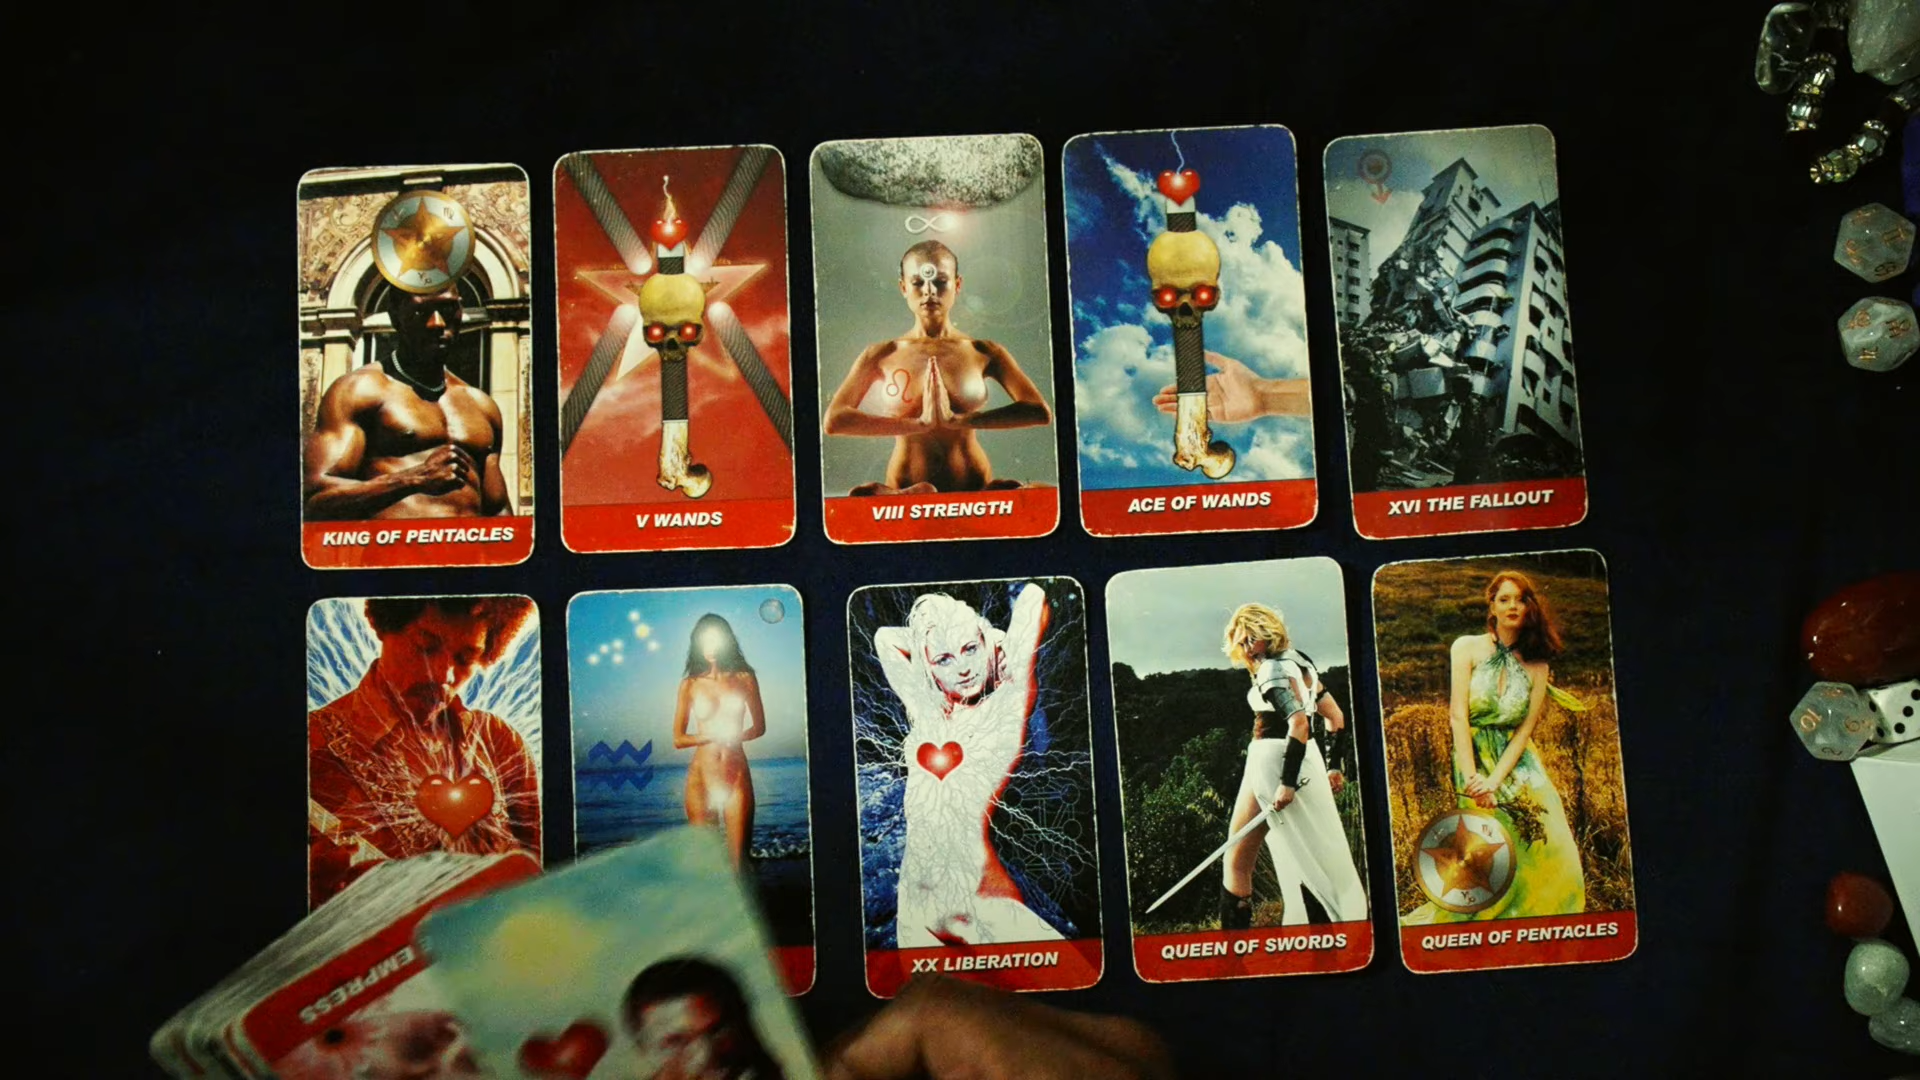 KING OF PENTACLES
V WANDS
VIII STRENGTH
ACE OF WANDS
XVI THE FALLOUT
XX LIBERATION
QUEEN OF SWORDS
QUEEN OF PENTACLES
EMPRESS
10